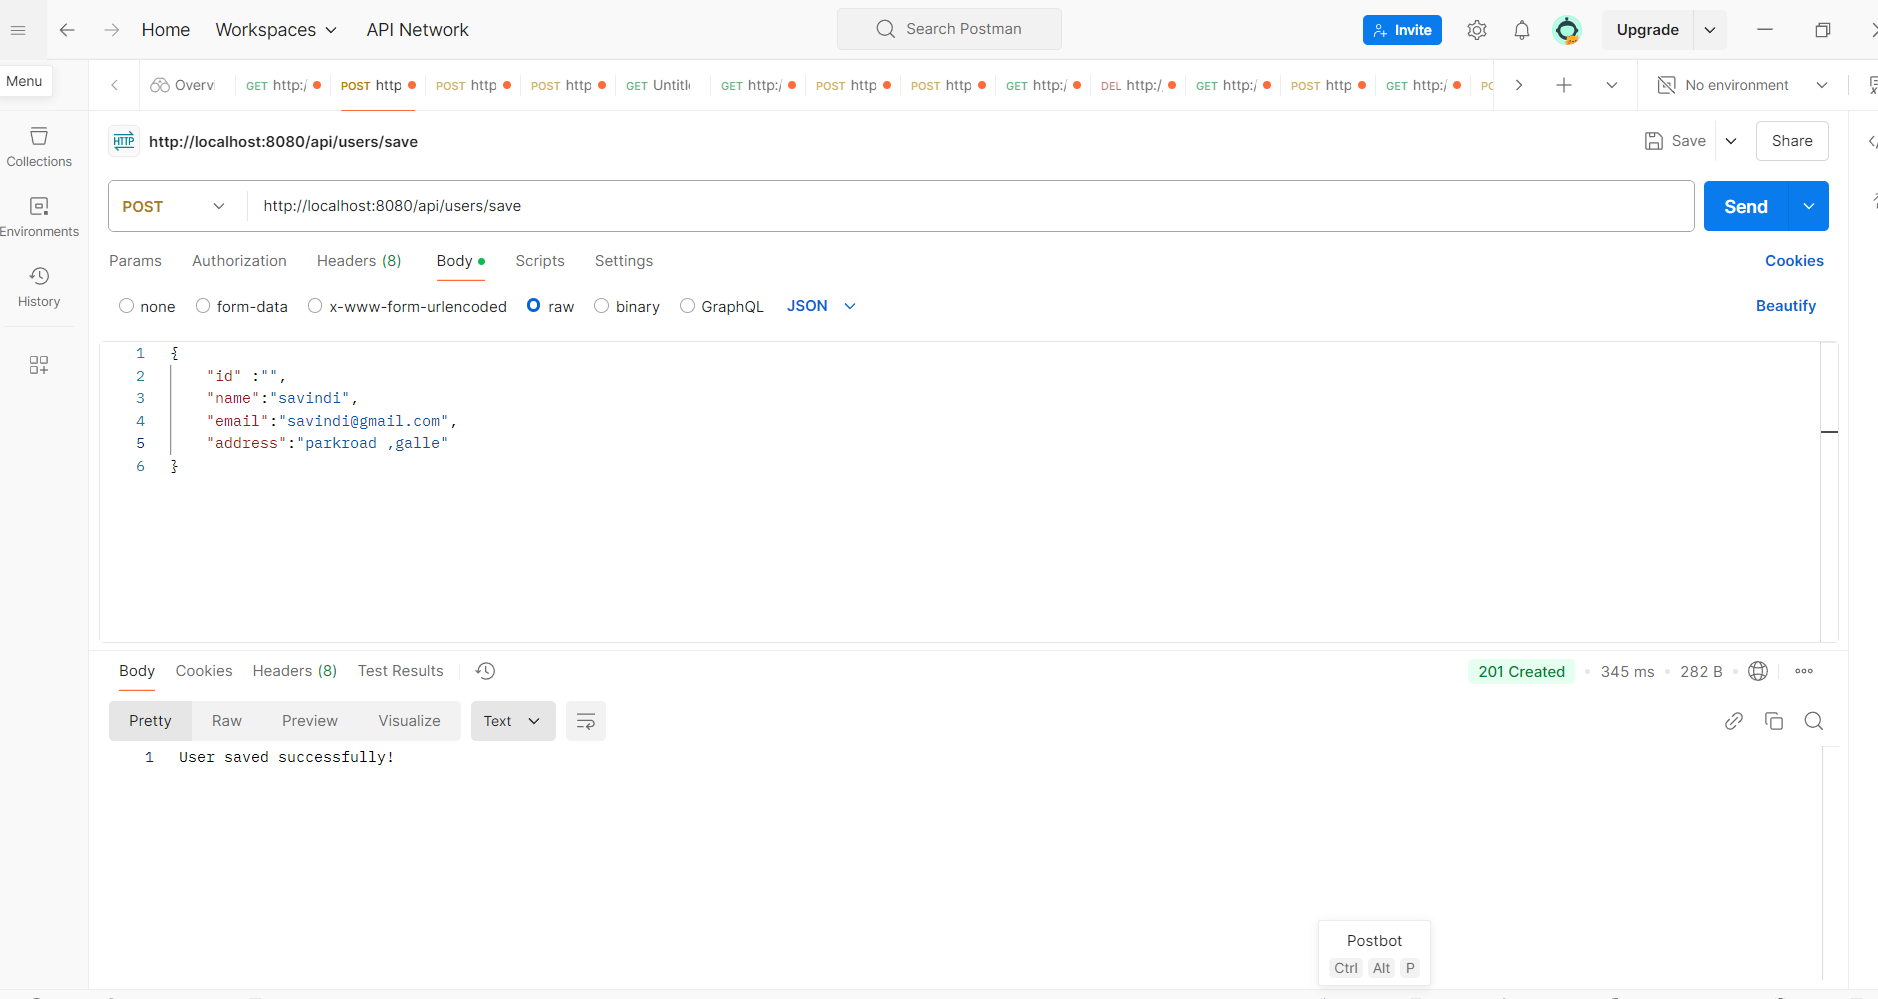 Home Workspaces API Network Search Postman Invite Upgrade
Menu
Overvi GET http:/ POST http POST http POST http GET Untitle GET http:/ POST http POST http GET http:/ DEL http:/ GET http:/ POST http GET http:/ PO No environment
HTTP http://localhost:8080/api/users/save Save Share
Collections
POST http://localhost:8080/api/users/save Send
Environments
Params Authorization Headers (8) Body Scripts Settings Cookies
History
none form-data x-www-form-urlencoded raw binary GraphQL JSON Beautify
1 {
2 "id" :"",
3 "name":"savindi",
4 "email":"savindi@gmail.com",
5 "address":"parkroad ,galle"
6 }
Body Cookies Headers (8) Test Results 201 Created • 345 ms • 282 B •
Pretty Raw Preview Visualize Text
1 User saved successfully!
Postbot
Ctrl Alt P